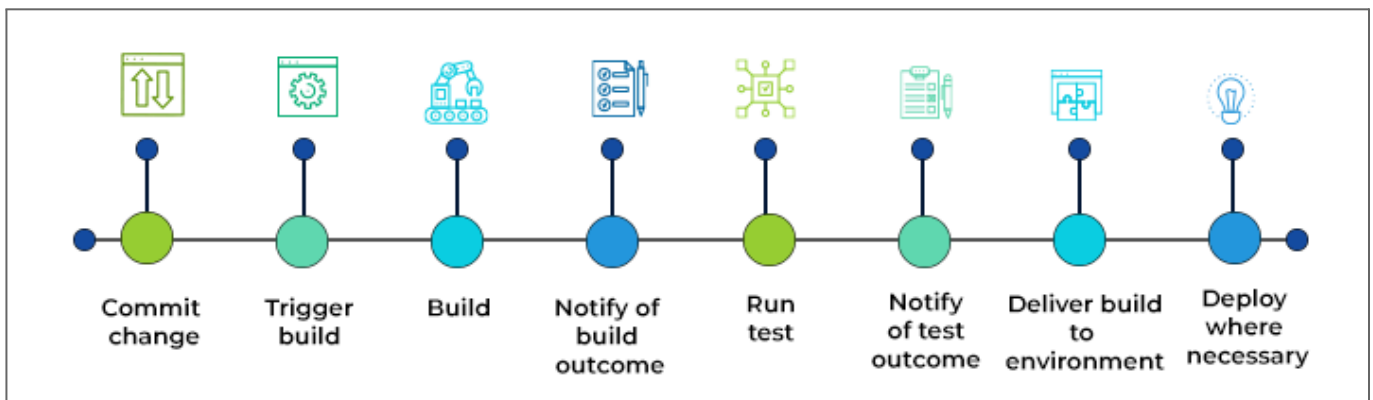 Commit
change
Trigger
build
Build
Notify of
build
outcome
Run
test
Notify
of test
outcome
Deliver build
to
environment
Deploy
where
necessary